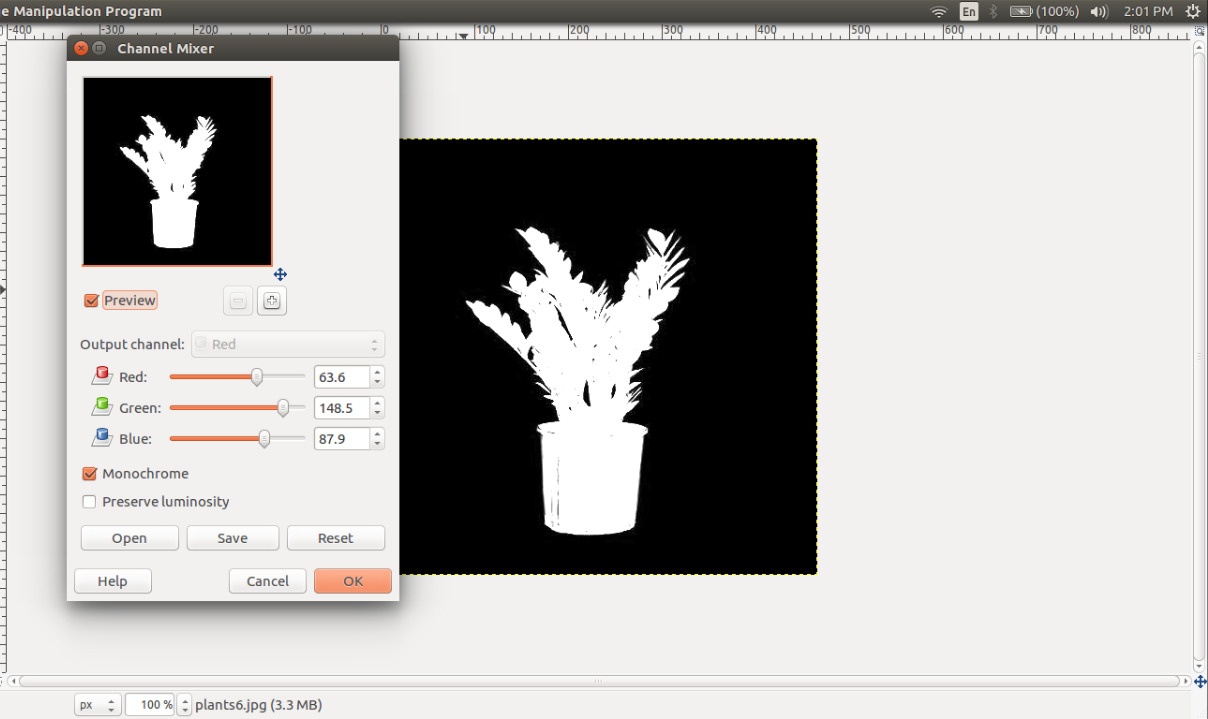 e Manipulation Program
En
(100%)
2:01 PM
-400 -300 -200 -100 0 100 200 300 400 500 600 700 800
Channel Mixer
Preview
Output channel: Red
Red: 63.6
Green: 148.5
Blue: 87.9
Monochrome
Preserve luminosity
Open Save Reset
Help Cancel OK
px 100 % plants6.jpg (3.3 MB)